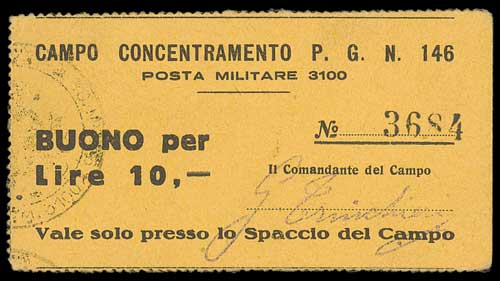 CAMPO CONCENTRAMENTO P. G. N. 146
POSTA MILITARE 3100
BUONO per
Lire 10,—
No 3684
Il Comandante del Campo
Vale solo presso lo Spaccio del Campo